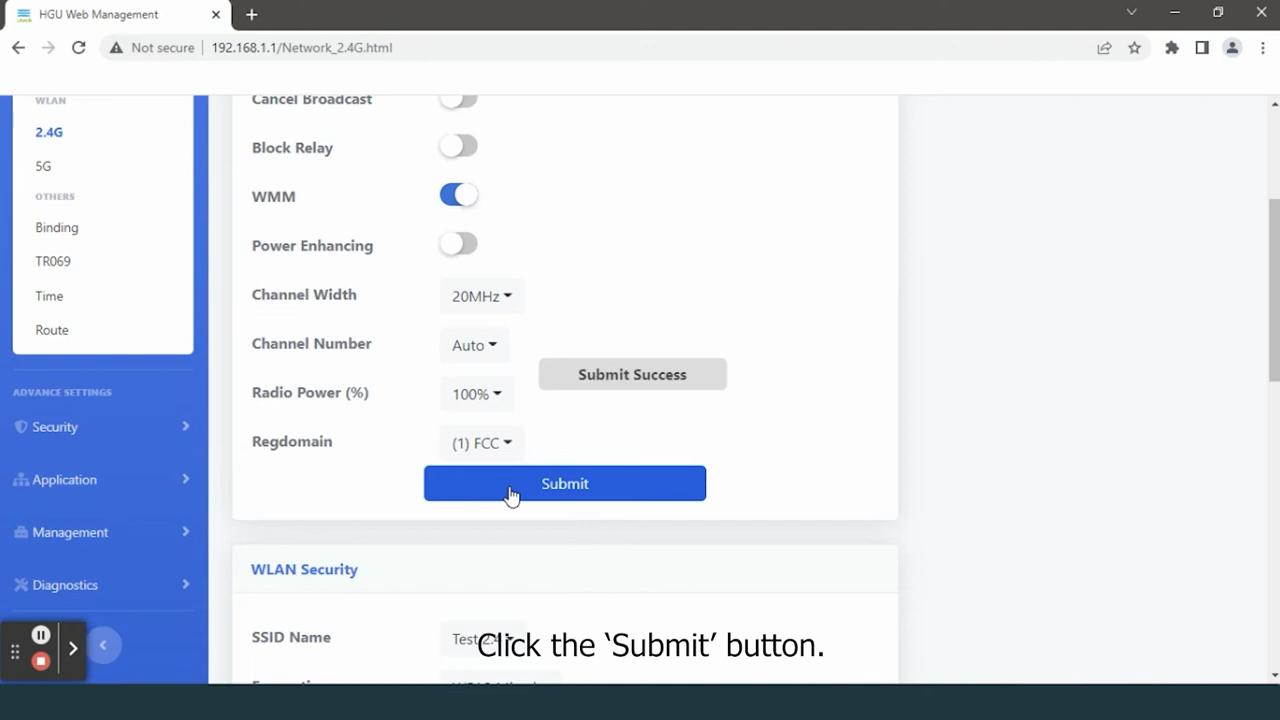 HGU Web Management
Not secure
192.168.1.1/Network_2.4G.html
WLAN
2.4G
5G
OTHERS
Binding
TR069
Time
Route
ADVANCE SETTINGS
Security
Application
Management
Diagnostics
Cancel Broadcast
Block Relay
WMM
Power Enhancing
Channel Width 20MHz
Channel Number Auto
Radio Power (%) 100%
Regdomain (1) FCC
Submit Success
Submit
WLAN Security
SSID Name
Click the ‘Submit’ button.